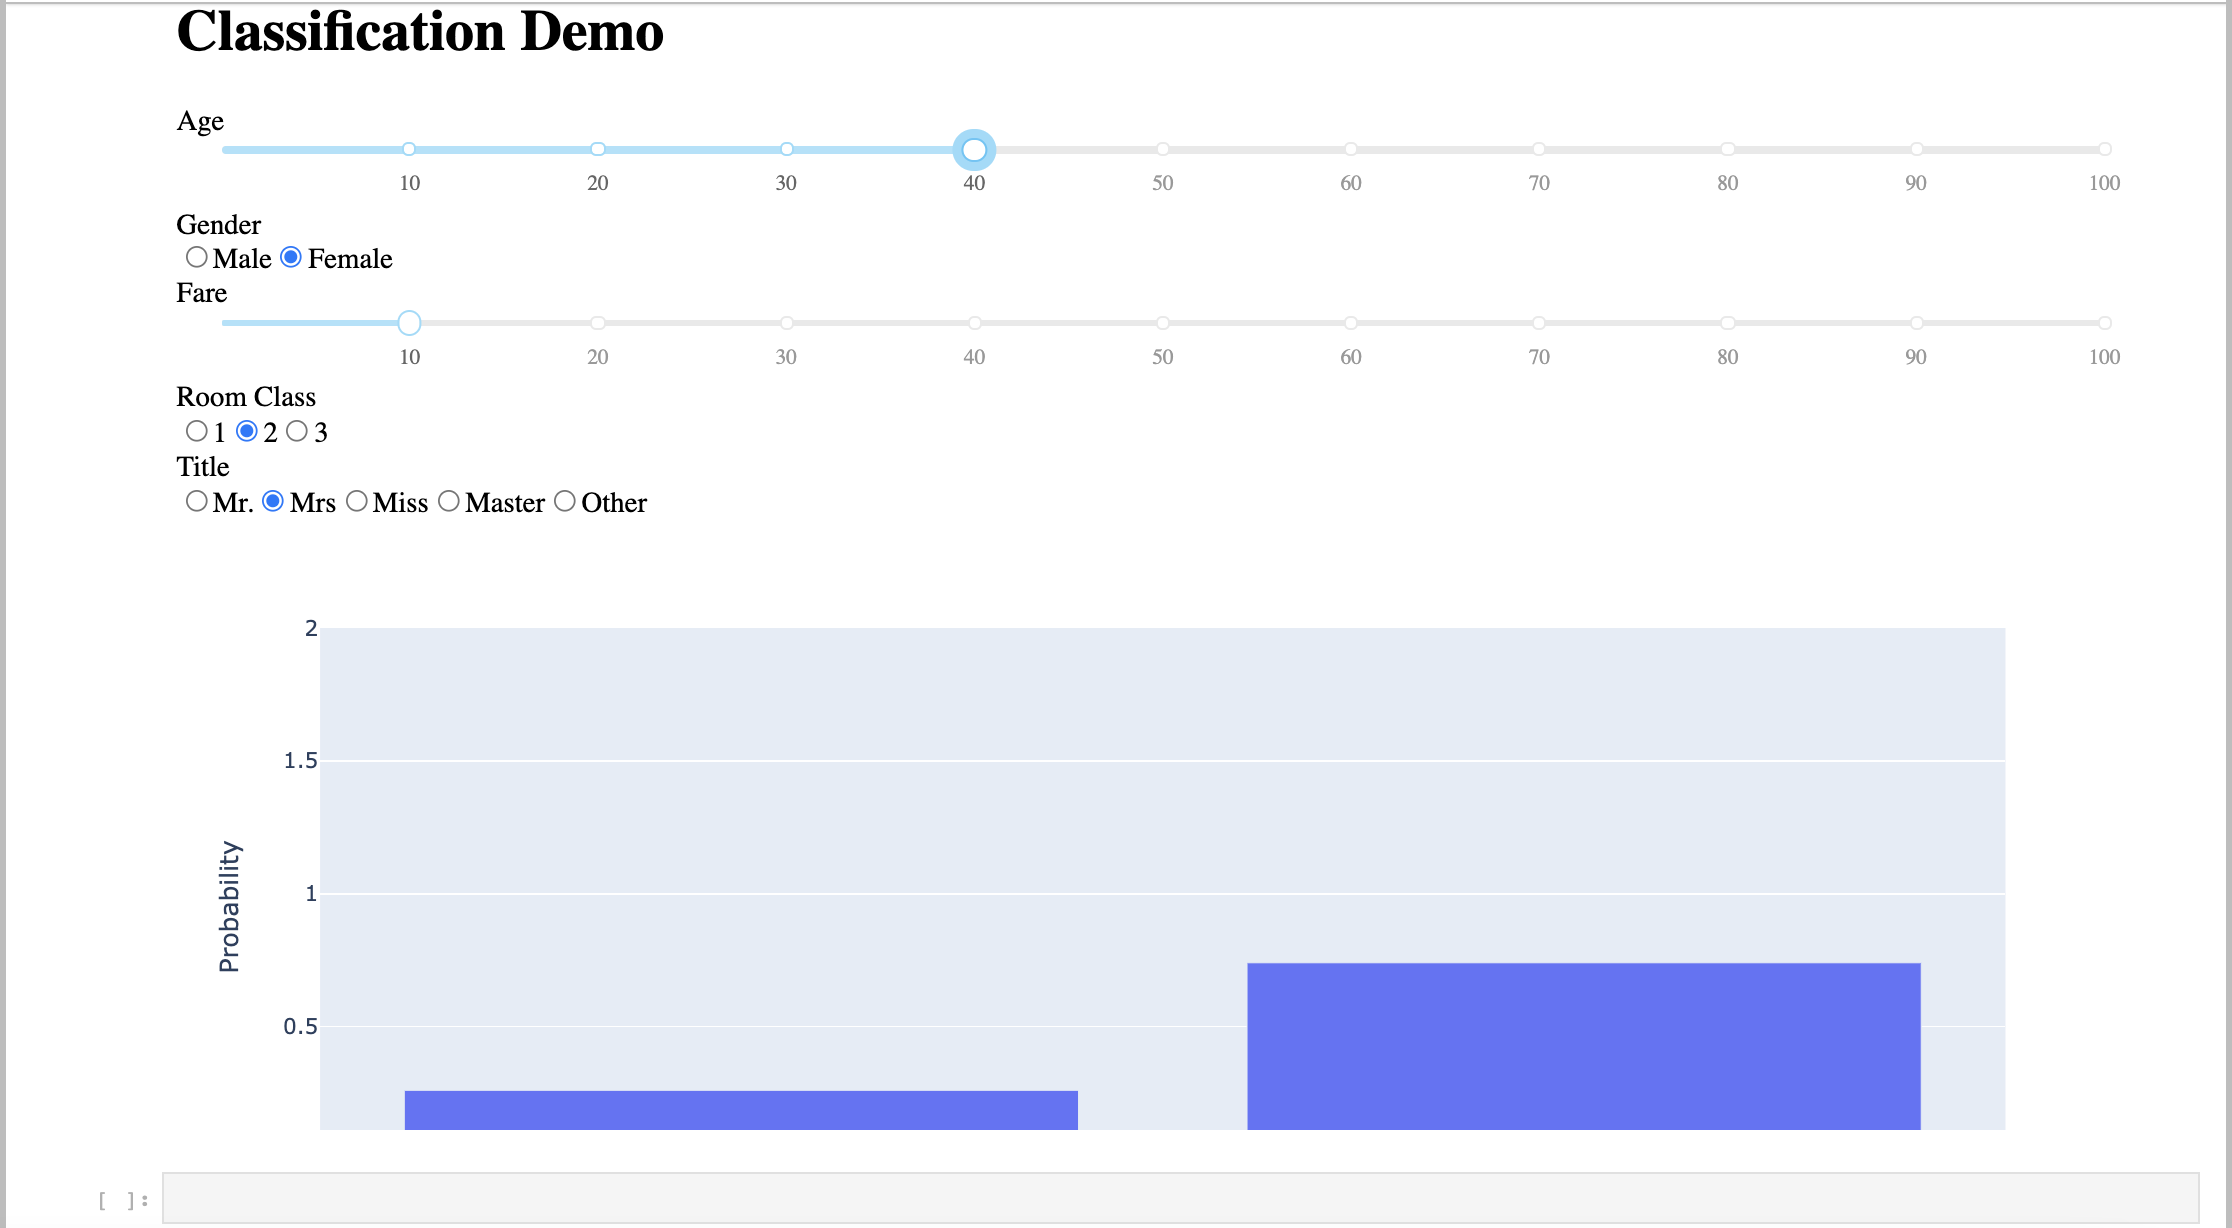 Classification Demo
Age
10 20 30 40 50 60 70 80 90 100
Gender
Male Female
Fare
10 20 30 40 50 60 70 80 90 100
Room Class
1 2 3
Title
Mr. Mrs Miss Master Other
2
1.5
1
0.5
Probability
[ ]: